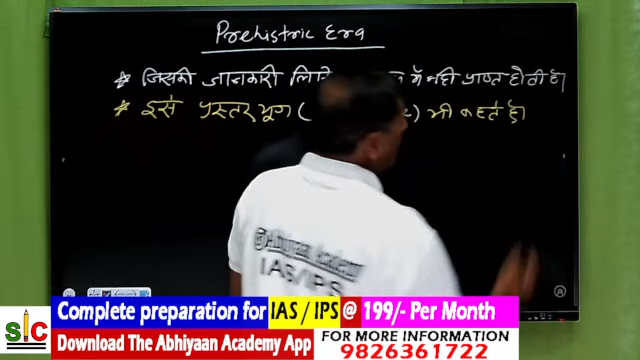 Prehistric Era
* जिसकी जानकारी में नही प्राप्त होती है।
* इसे प्रस्तर युग ( ) भी कहते है।
@Abhiyaan Academy
IAS/IPS
SIC
Complete preparation for IAS / IPS @ 199/- Per Month
Download The Abhiyaan Academy App
FOR MORE INFORMATION
9826361722